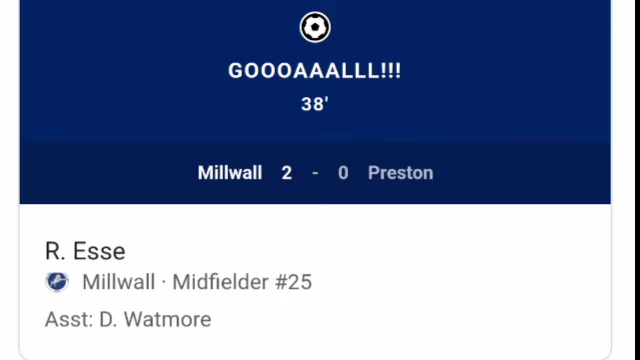 GOOOAAALLL!!!
38'
Millwall 2 - 0 Preston
R. Esse
Millwall · Midfielder #25
Asst: D. Watmore